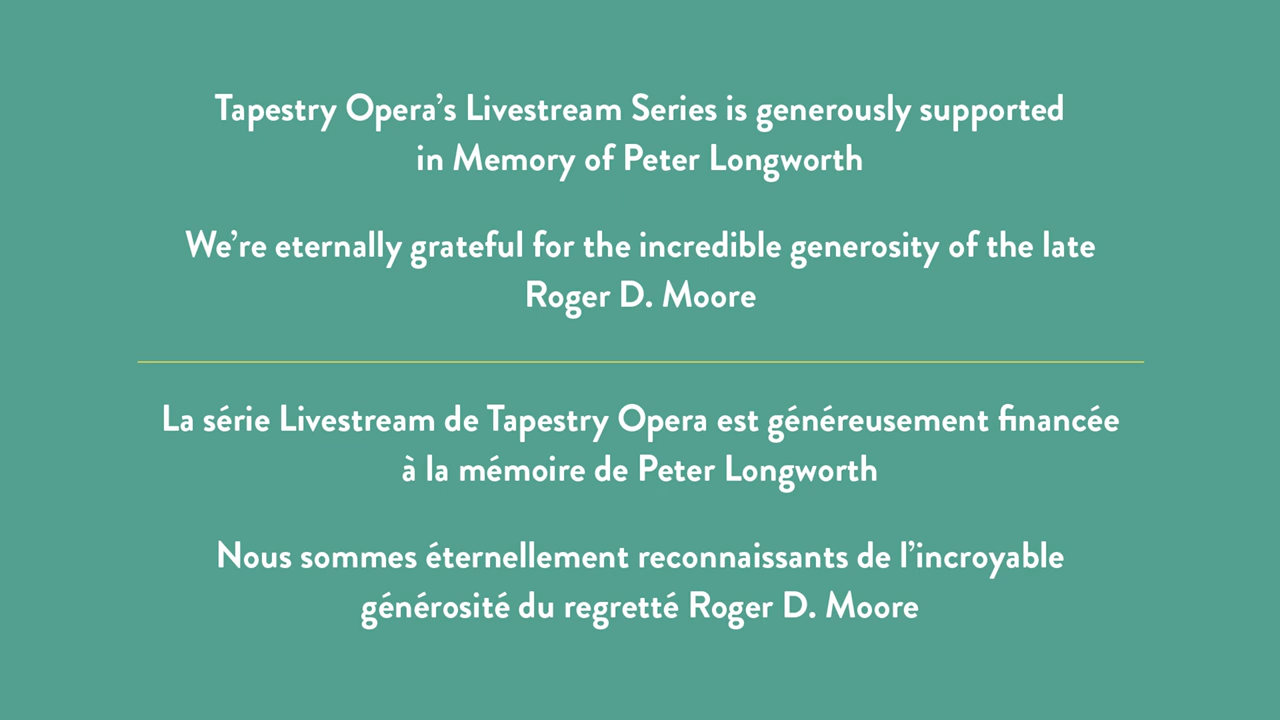 Tapestry Opera’s Livestream Series is generously supported
in Memory of Peter Longworth
We’re eternally grateful for the incredible generosity of the late
Roger D. Moore
La série Livestream de Tapestry Opera est généreusement financée
à la mémoire de Peter Longworth
Nous sommes éternellement reconnaissants de l’incroyable
générosité du regretté Roger D. Moore